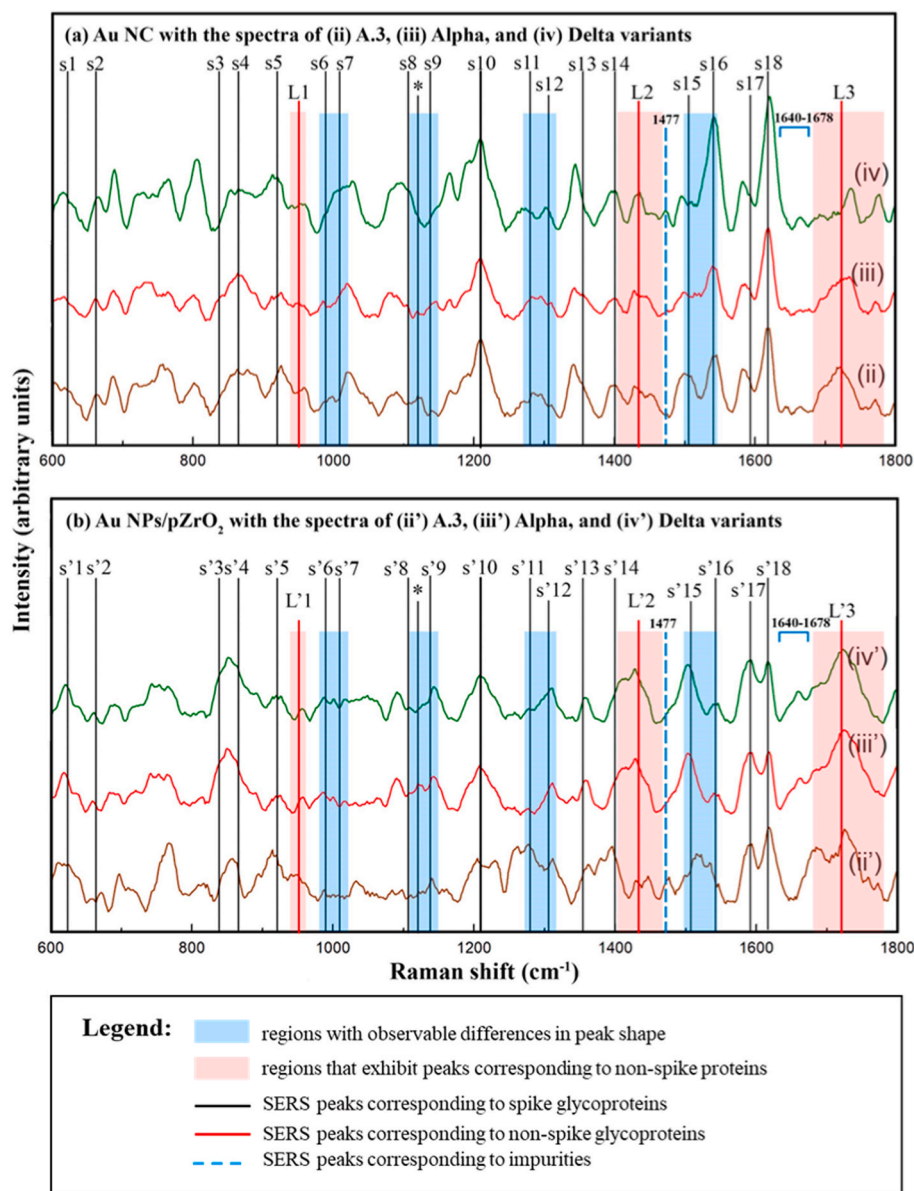 (a) Au NC with the spectra of (ii) A.3, (iii) Alpha, and (iv) Delta variants
s1 s2 s3 s4 s5 s6 s7 s8 s9 s10 s11 s13 s14 s16 s18
* s12 s15 s17
L1 L2 L3
1477 1640-1678
(iv)
(iii)
(ii)
600 800 1000 1200 1400 1600 1800
Intensity (arbitrary units)
(b) Au NPs/pZrO₂ with the spectra of (ii’) A.3, (iii’) Alpha, and (iv’) Delta variants
s’1 s’2 s’3 s’4 s’5 s’6 s’7 s’8 s’9 s’10 s’11 s’13 s’14 s’16 s’17 s’18
* s’12 s’15
L’1 L’2 L’3
1477 1640-1678
(iv’)
(iii’)
(ii’)
600 800 1000 1200 1400 1600 1800
Raman shift (cm⁻¹)
Legend:
regions with observable differences in peak shape
regions that exhibit peaks corresponding to non-spike proteins
SERS peaks corresponding to spike glycoproteins
SERS peaks corresponding to non-spike glycoproteins
SERS peaks corresponding to impurities